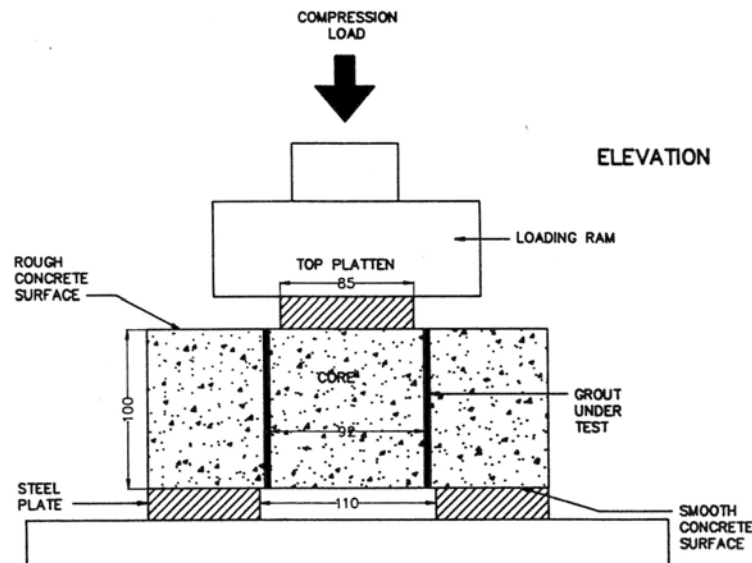 COMPRESSION
LOAD
ELEVATION
LOADING RAM
TOP PLATTEN
85
ROUGH
CONCRETE
SURFACE
100
CORE
92
GROUT
UNDER
TEST
STEEL
PLATE
110
SMOOTH
CONCRETE
SURFACE